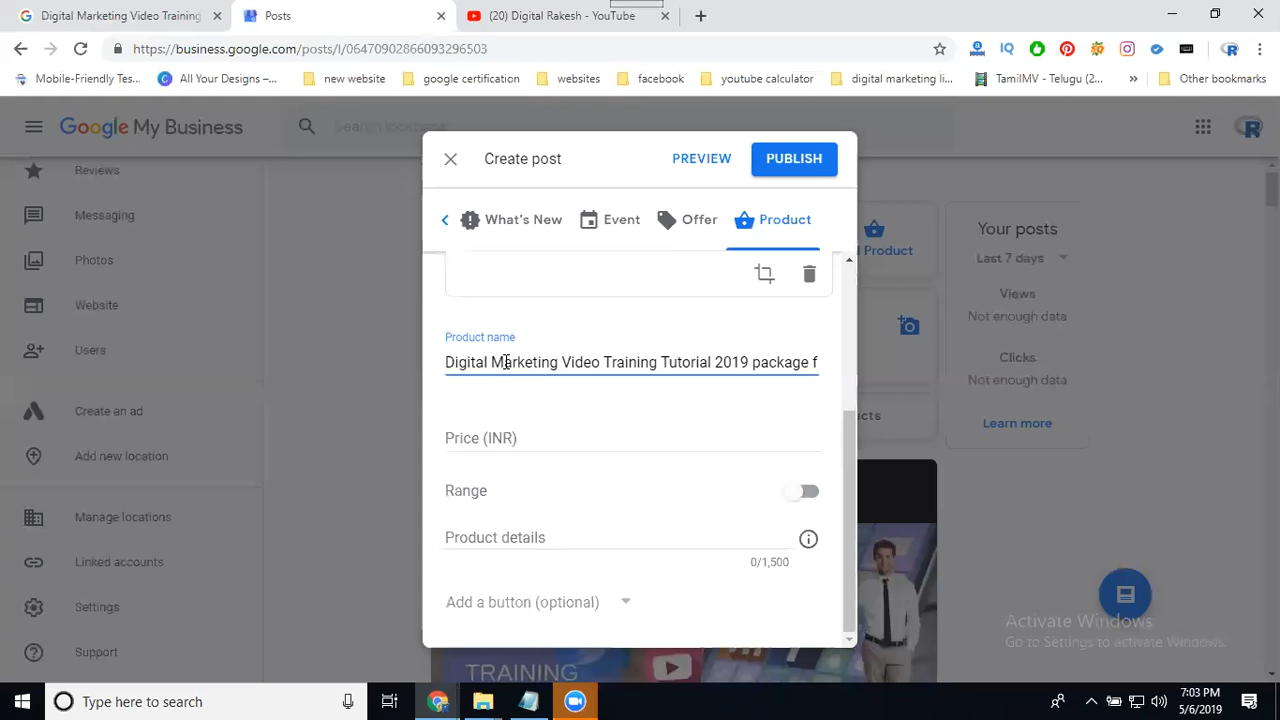 Digital Marketing Video Training
Posts
(20) Digital Rakesh - YouTube
https://business.google.com/posts/l/06470902866093296503
Mobile-Friendly Tes...
All Your Designs –...
new website
google certification
websites
facebook
youtube calculator
digital marketing li...
TamilMV - Telugu (2...
Other bookmarks
Google My Business
Create post
PREVIEW
PUBLISH
What's New
Event
Offer
Product
Reviews
Messaging
Photos
Website
Users
Create an ad
Add new location
Manage locations
Linked accounts
Settings
Support
Product name
Digital Marketing Video Training Tutorial 2019 package f
Price (INR)
Range
Product details
0/1,500
Add a button (optional)
Product
Your posts
Last 7 days
Views
Not enough data
Clicks
Not enough data
Learn more
TRAINING
Activate Windows
Go to Settings to activate Windows.
Type here to search
7:03 PM
5/6/2019